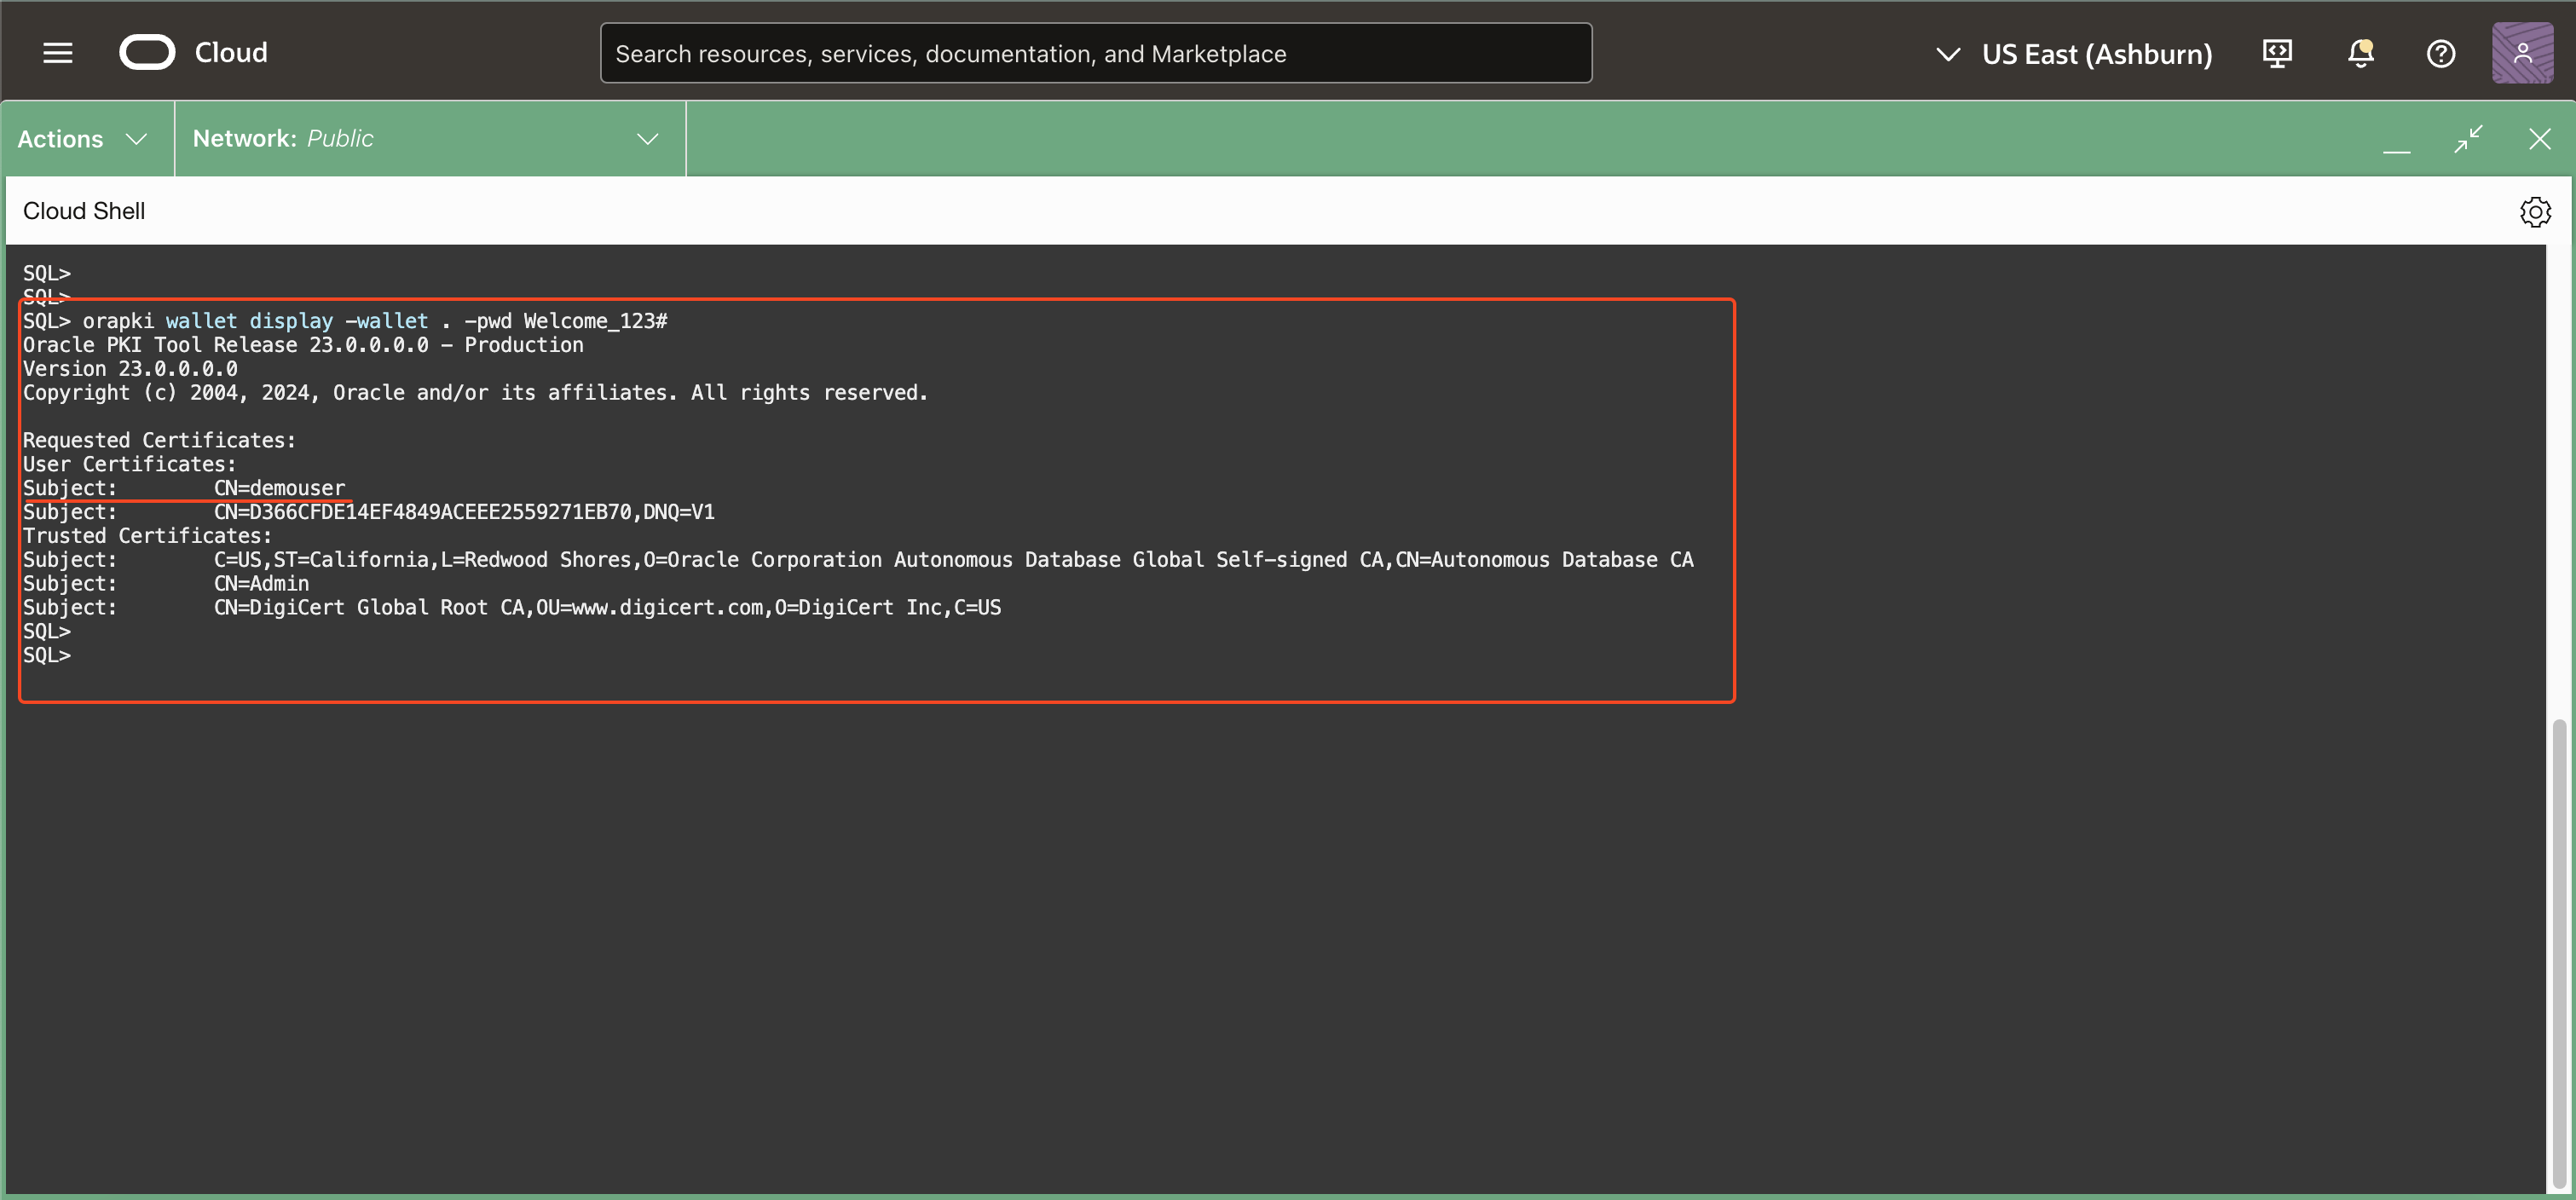 Cloud
Search resources, services, documentation, and Marketplace
US East (Ashburn)
Actions
Network: Public
Cloud Shell
SQL>
SQL>
SQL> orapki wallet display -wallet . -pwd Welcome_123#
Oracle PKI Tool Release 23.0.0.0.0 - Production
Version 23.0.0.0.0
Copyright (c) 2004, 2024, Oracle and/or its affiliates. All rights reserved.
Requested Certificates:
User Certificates:
Subject:        CN=demouser
Subject:        CN=D366CFDE14EF4849ACEEE2559271EB70,DNQ=V1
Trusted Certificates:
Subject:        C=US,ST=California,L=Redwood Shores,O=Oracle Corporation Autonomous Database Global Self-signed CA,CN=Autonomous Database CA
Subject:        CN=Admin
Subject:        CN=DigiCert Global Root CA,OU=www.digicert.com,O=DigiCert Inc,C=US
SQL>
SQL>